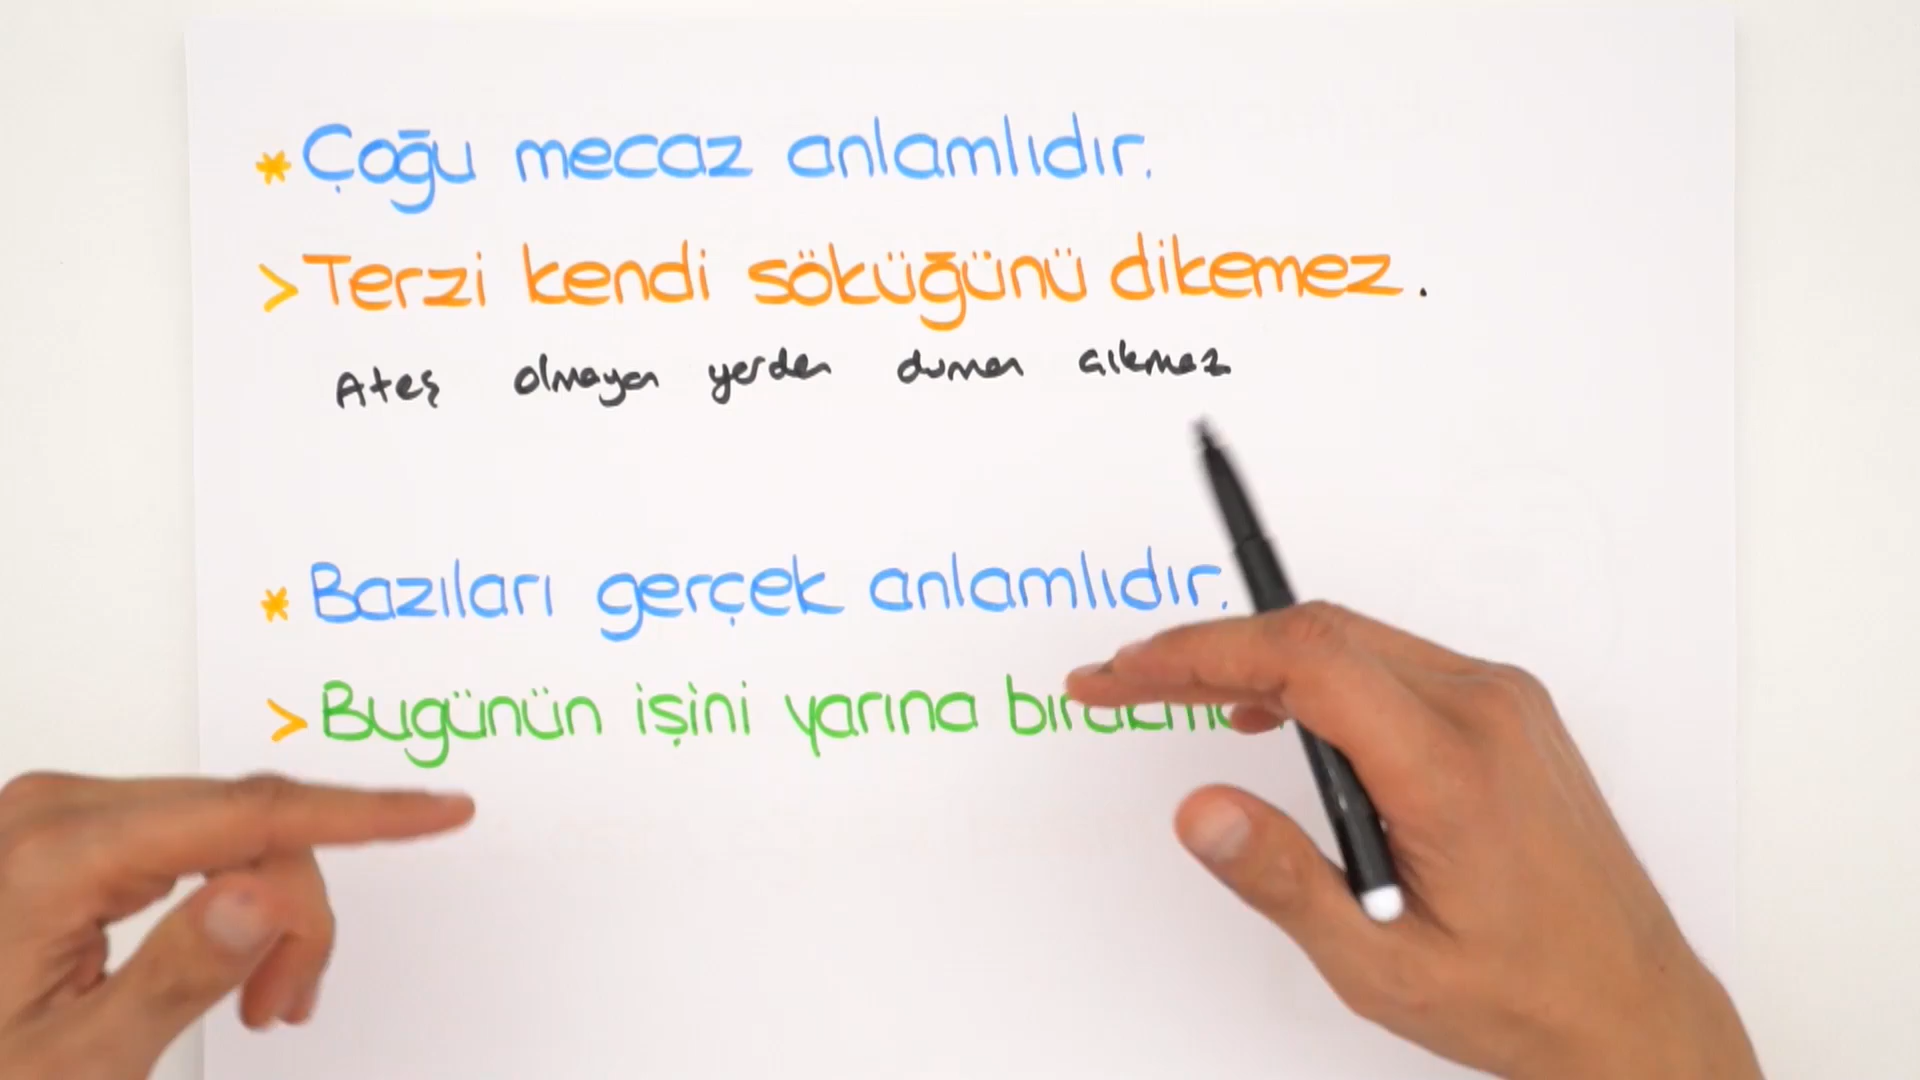 * Çoğu mecaz anlamlıdır.
> Terzi kendi söküğünü dikemez.
Ateş olmayan yerden duman çıkmaz
* Bazıları gerçek anlamlıdır.
> Bugünün işini yarına